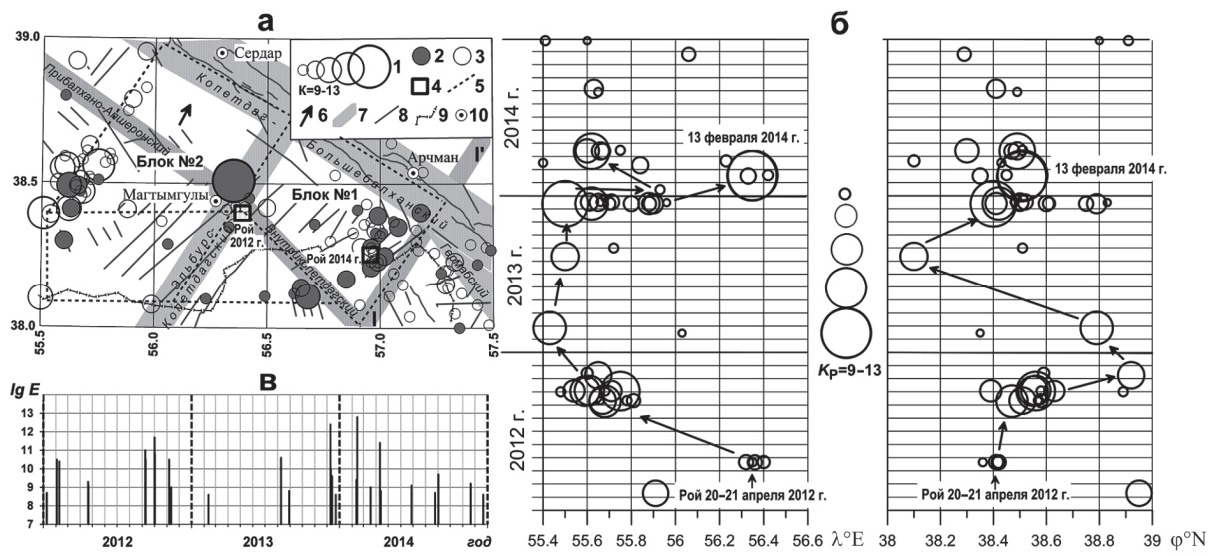 а
39.0
38.5
38.0
55.5
56.0
56.5
57.0
57.5
Сердар
Копетдаг -
Большебалханский
Прибалхано-Апшеронский
Арчман
I'
Блок №2
Магтымгулы
Блок №1
Рой
2012 г.
Рой 2014 г.
Эльбурс-
Копетдагский
Внутрикопетдагский
I
K=9-13
1
2
3
4
5
6
7
8
9
10
б
2014 г.
2013 г.
2012 г.
13 февраля 2014 г.
Рой 20–21 апреля 2012 г.
55.4
55.6
55.8
56
56.2
56.4
56.6
λ°E
Kр=9–13
13 февраля 2014 г.
Рой 20–21 апреля 2012 г.
38
38.2
38.4
38.6
38.8
39
φ°N
в
lg E
13
12
11
10
9
8
7
2012
2013
2014
год